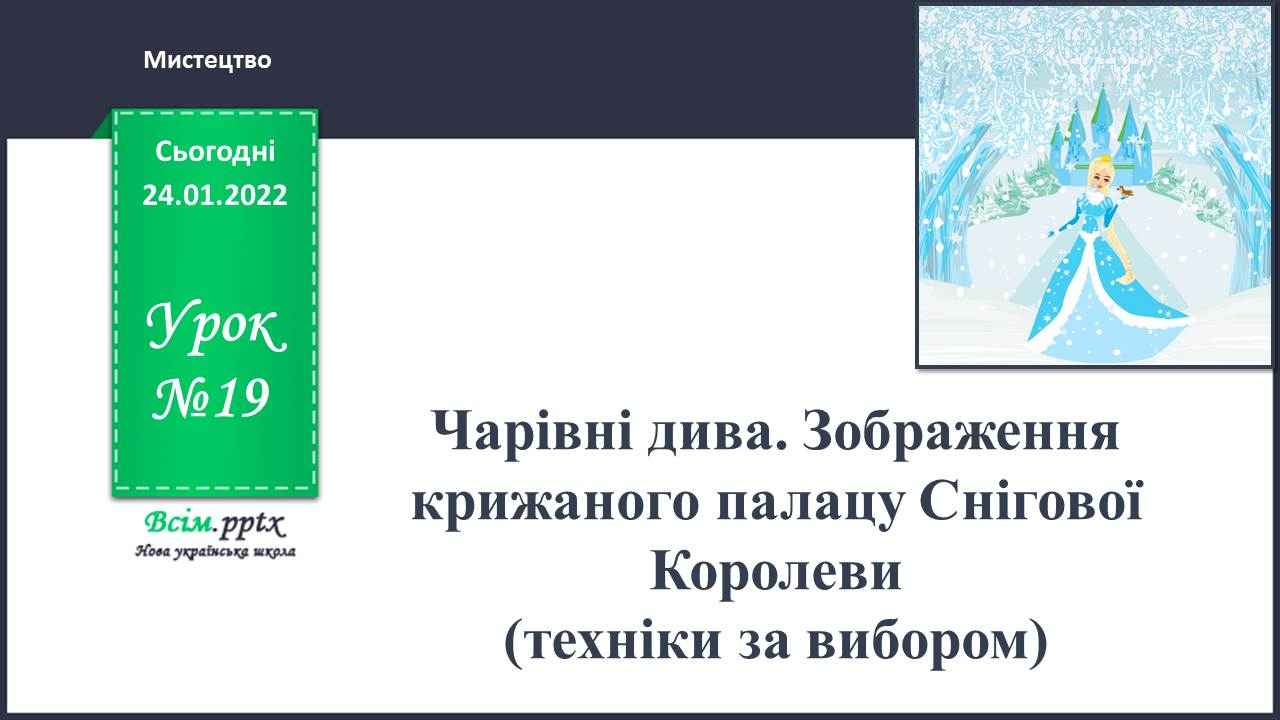 Мистецтво
Сьогодні
24.01.2022
Урок
№19
Всім.pptx
Нова українська школа
Чарівні дива. Зображення
крижаного палацу Снігової
Королеви
(техніки за вибором)